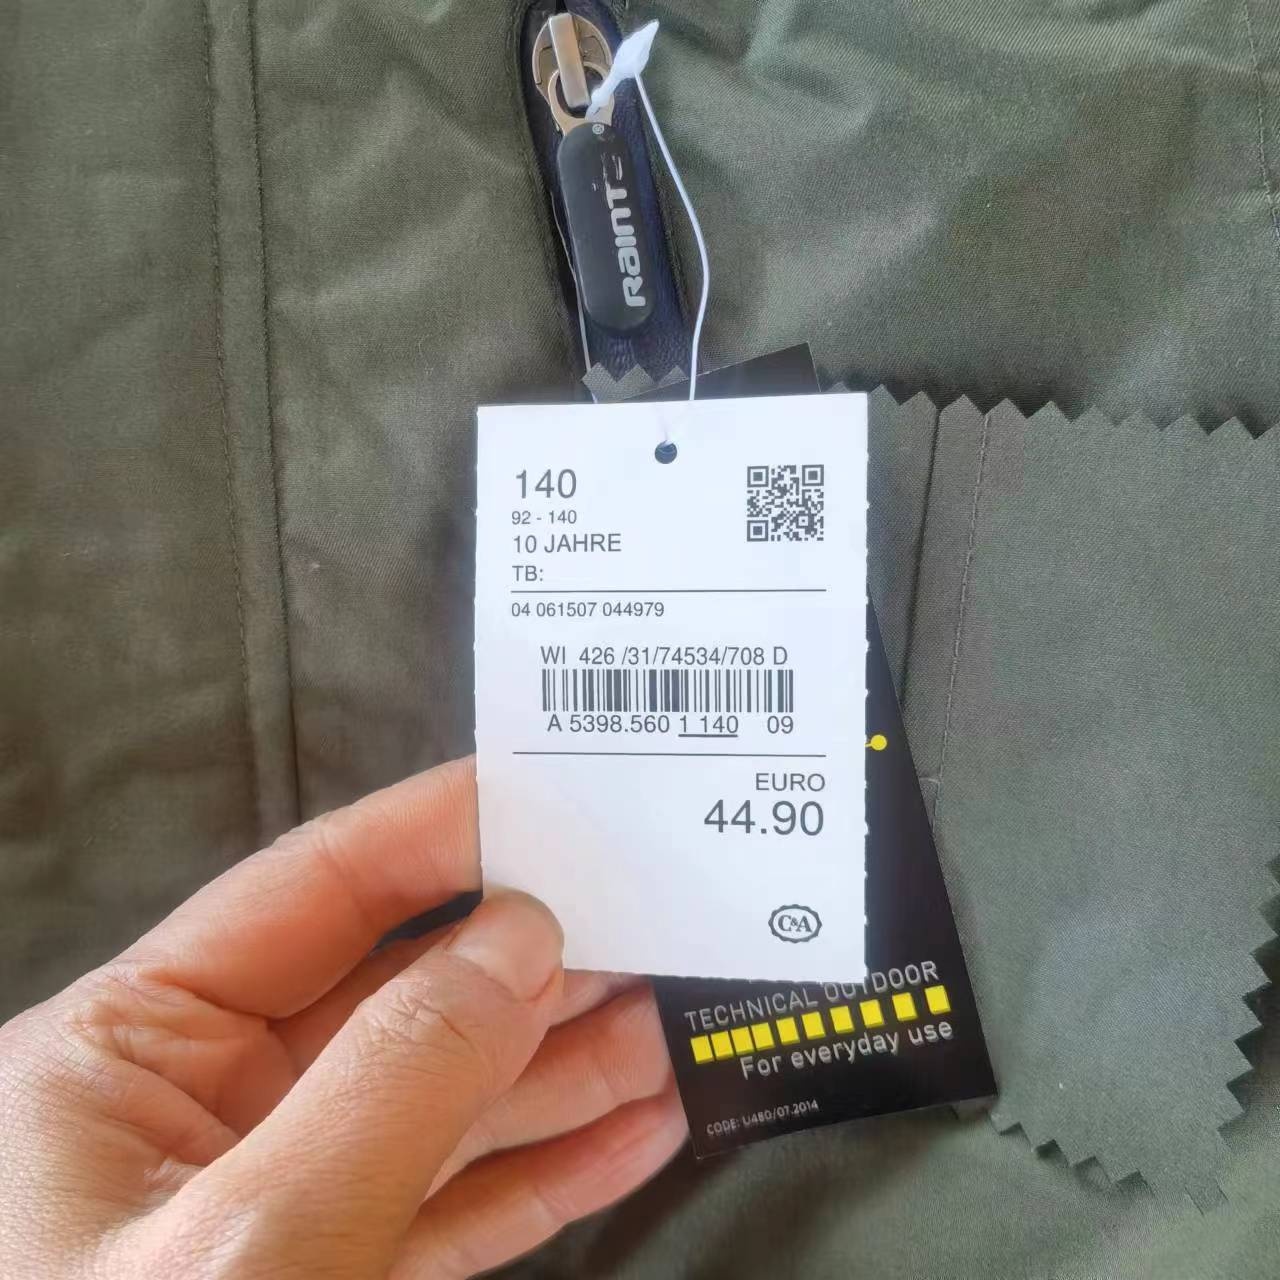 RainT
®
140
92 - 140
10 JAHRE
TB:
04 061507 044979
WI 426 /31/74534/708 D
A 5398.560 1 140 09
EURO
44.90
C&A
TECHNICAL OUTDOOR
For everyday use
CODE: U480/07.2014